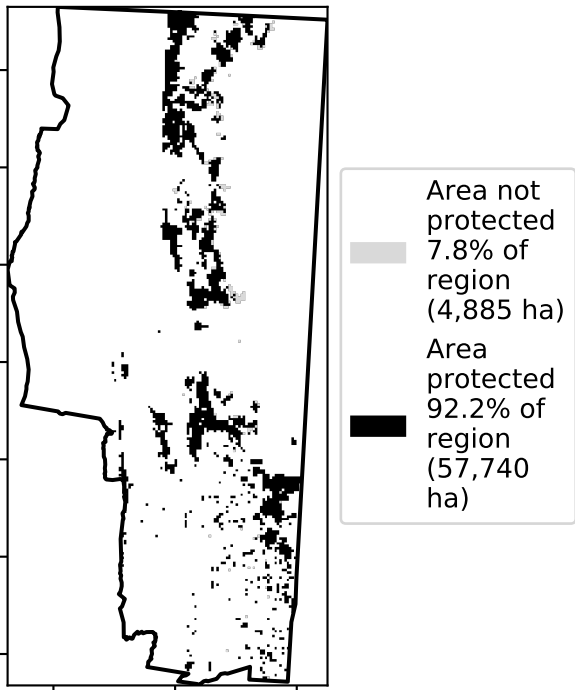 Area not
protected
7.8% of
region
(4,885 ha)
Area
protected
92.2% of
region
(57,740
ha)